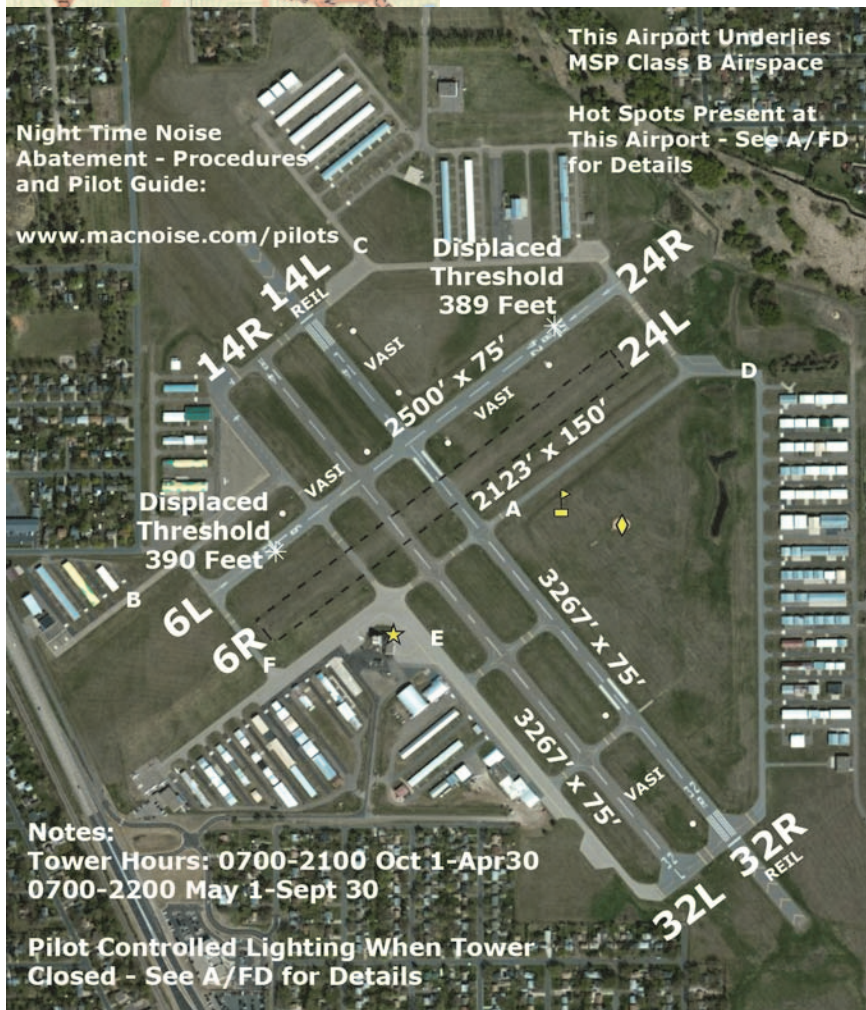 This Airport Underlies
MSP Class B Airspace
Hot Spots Present at
This Airport - See A/FD
for Details
Night Time Noise
Abatement - Procedures
and Pilot Guide:
www.macnoise.com/pilots
C
Displaced
Threshold
389 Feet
24R
14L
REIL
14R
VASI
24L
2500' x 75'
VASI
D
2123' x 150'
VASI
A
Displaced
Threshold
390 Feet
B
6L
6R
F
E
3267' x 75'
3267' x 75'
VASI
32R
REIL
32L
Notes:
Tower Hours: 0700-2100 Oct 1-Apr30
0700-2200 May 1-Sept 30
Pilot Controlled Lighting When Tower
Closed - See A/FD for Details